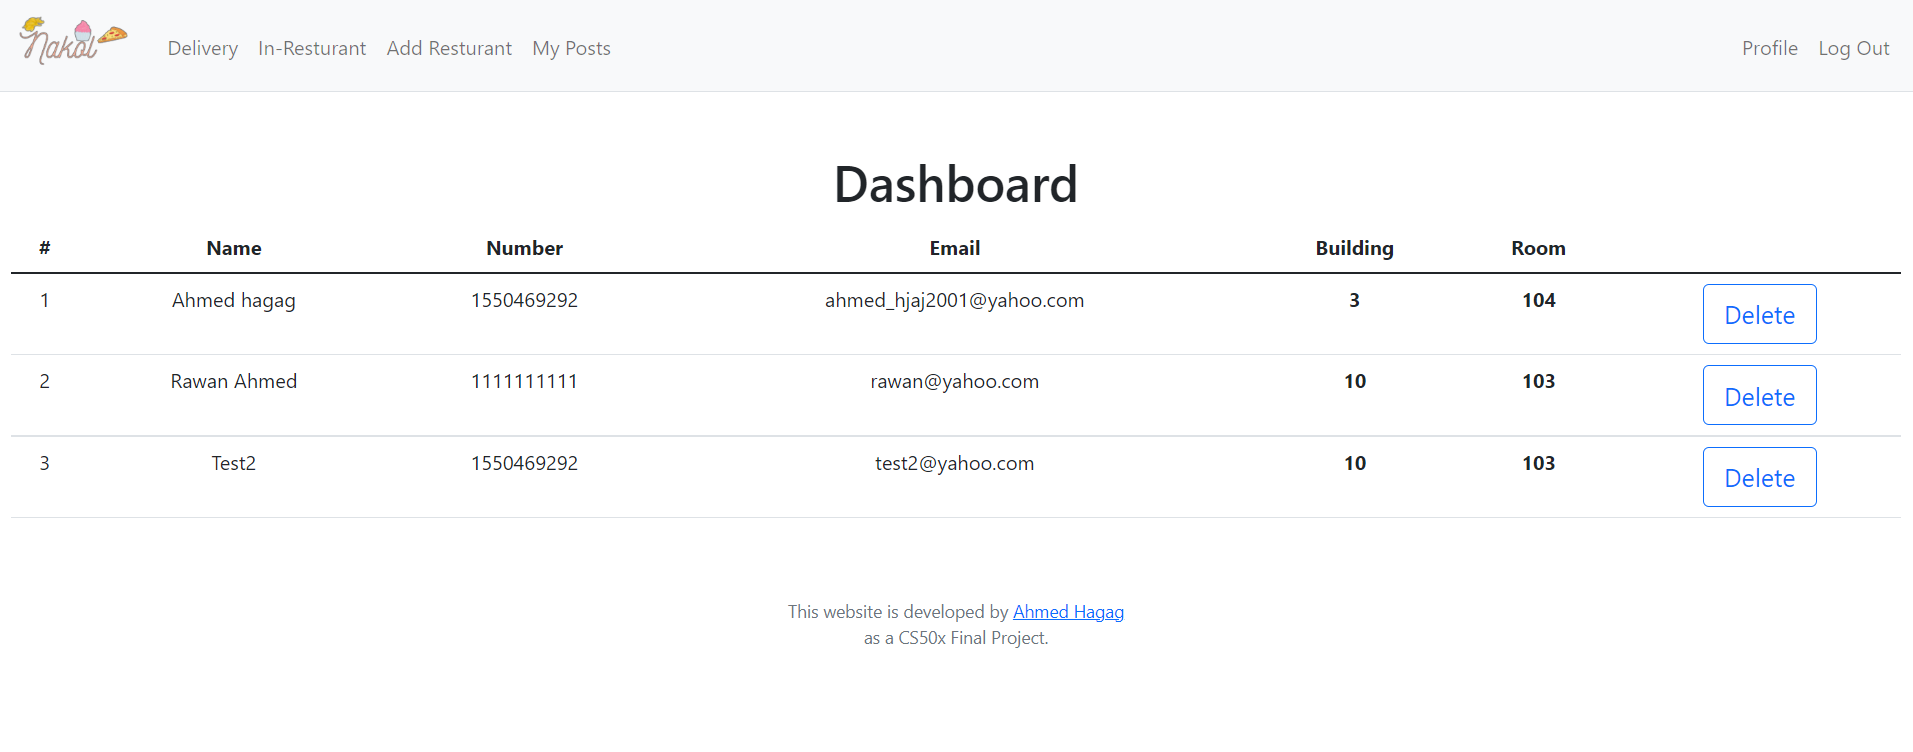 Nakol Delivery In-Resturant Add Resturant My Posts Profile Log Out
Dashboard
# Name Number Email Building Room
1 Ahmed hagag 1550469292 ahmed_hjaj2001@yahoo.com 3 104 Delete
2 Rawan Ahmed 1111111111 rawan@yahoo.com 10 103 Delete
3 Test2 1550469292 test2@yahoo.com 10 103 Delete
This website is developed by Ahmed Hagag
as a CS50x Final Project.